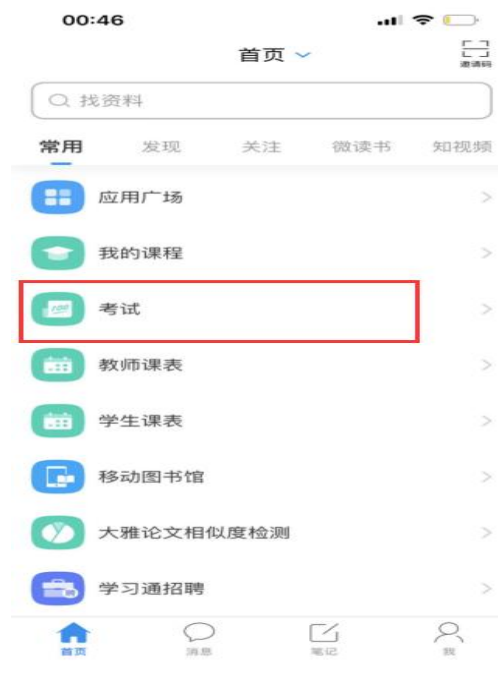 00:46
首页
邀请码
找资料
常用 发现 关注 微读书 知视频
应用广场
我的课程
考试
教师课表
学生课表
移动图书馆
大雅论文相似度检测
学习通招聘
首页 消息 笔记 我